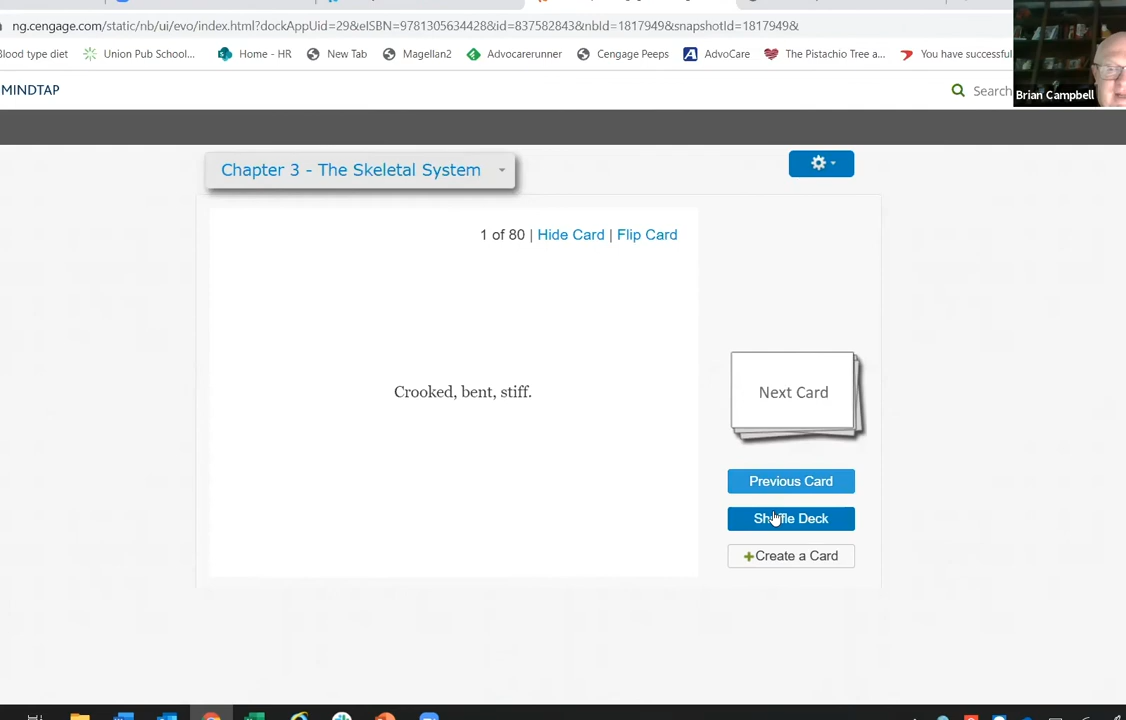 ng.cengage.com/static/nb/ui/evo/index.html?dockAppUid=29&eISBN=9781305634428&id=837582843&nbId=1817949&snapshotId=1817949&
Blood type diet Union Pub School... Home - HR New Tab Magellan2 Advocarerunner Cengage Peeps AdvoCare The Pistachio Tree a... You have successful
MINDTAP
Search
Brian Campbell
Chapter 3 - The Skeletal System
1 of 80 | Hide Card | Flip Card
Crooked, bent, stiff.
Next Card
Previous Card
Shuffle Deck
Create a Card